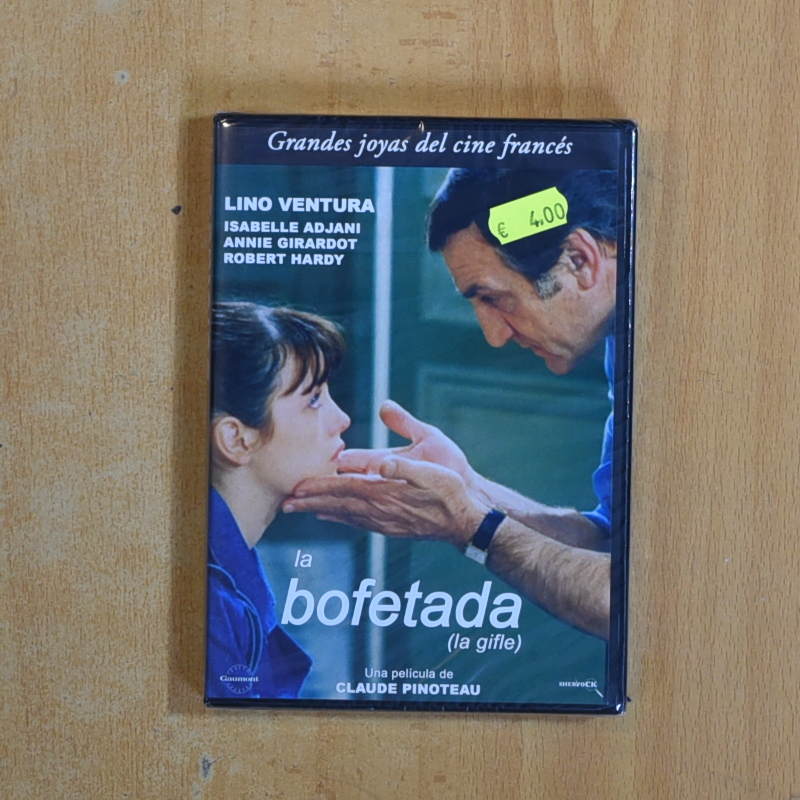 Grandes joyas del cine francés
€ 4.00
LINO VENTURA
ISABELLE ADJANI
ANNIE GIRARDOT
ROBERT HARDY
la
bofetada
(la gifle)
Una película de
CLAUDE PINOTEAU
Gaumont
SHERLOCK